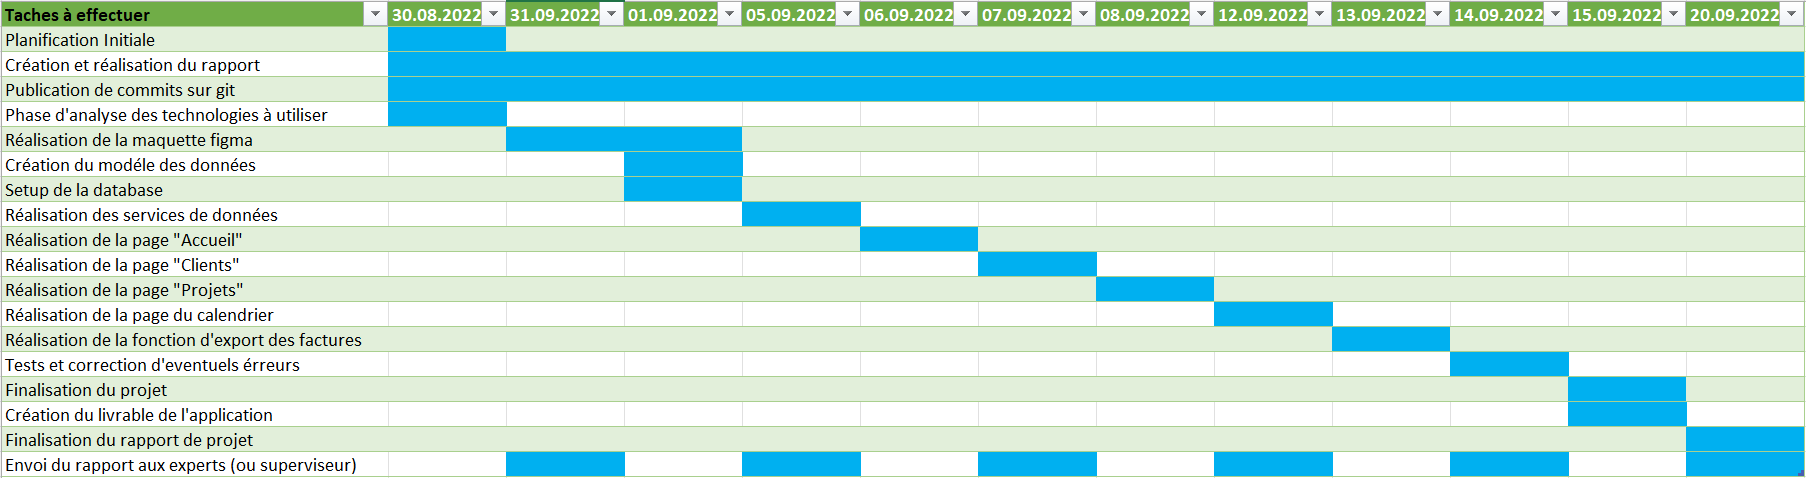 Taches à effectuer 30.08.2022 31.09.2022 01.09.2022 05.09.2022 06.09.2022 07.09.2022 08.09.2022 12.09.2022 13.09.2022 14.09.2022 15.09.2022 20.09.2022
Planification Initiale
Création et réalisation du rapport
Publication de commits sur git
Phase d'analyse des technologies à utiliser
Réalisation de la maquette figma
Création du modéle des données
Setup de la database
Réalisation des services de données
Réalisation de la page "Accueil"
Réalisation de la page "Clients"
Réalisation de la page "Projets"
Réalisation de la page du calendrier
Réalisation de la fonction d'export des factures
Tests et correction d'eventuels érreurs
Finalisation du projet
Création du livrable de l'application
Finalisation du rapport de projet
Envoi du rapport aux experts (ou superviseur)